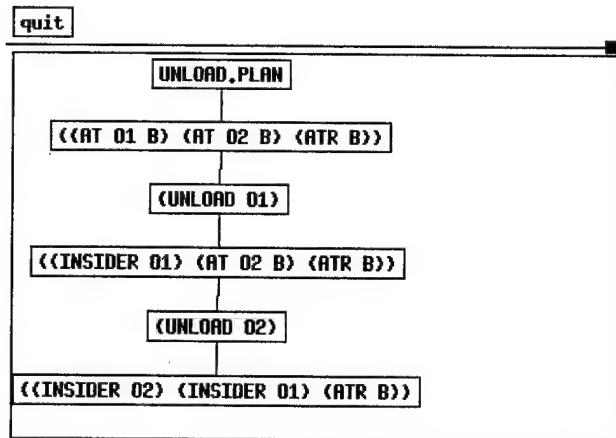 quit
UNLOAD.PLAN
((AT O1 B) (AT O2 B) (ATR B))
(UNLOAD O1)
((INSIDER O1) (AT O2 B) (ATR B))
(UNLOAD O2)
((INSIDER O2) (INSIDER O1) (ATR B))